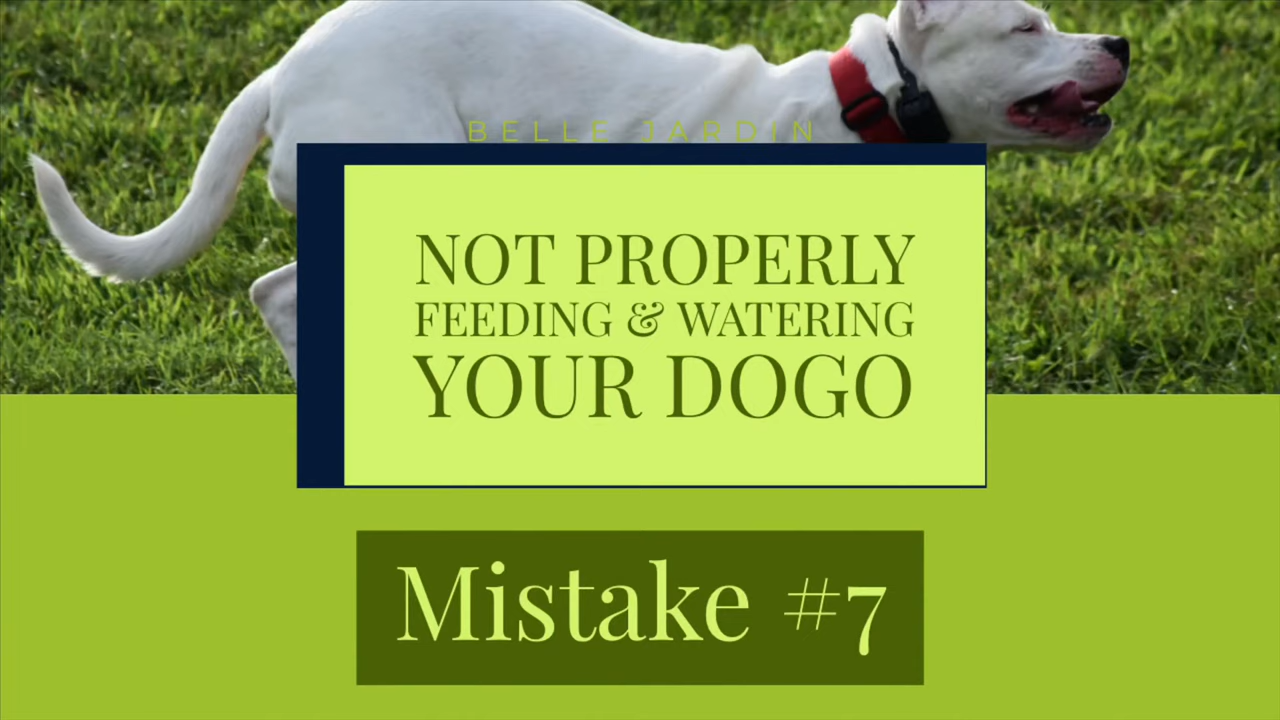 BELLE JARDIN
NOT PROPERLY
FEEDING & WATERING
YOUR DOGO
Mistake #7